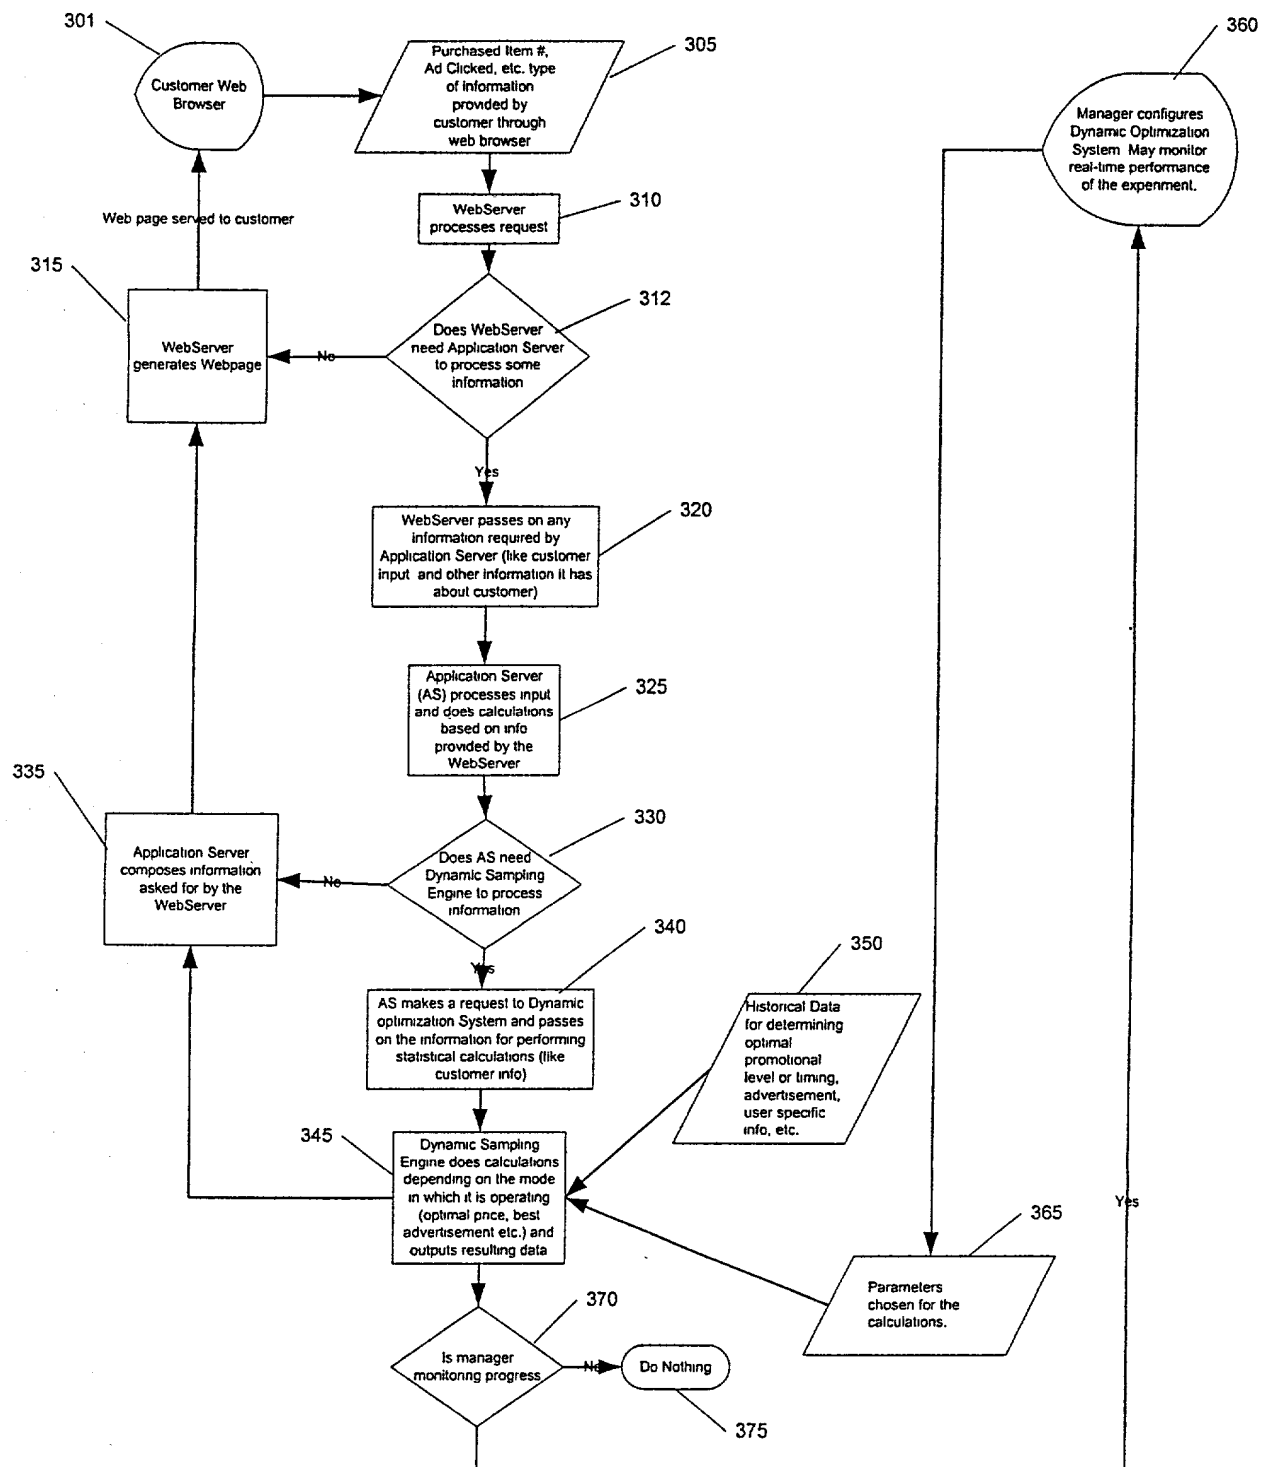 301
Customer Web
Browser
Purchased Item #,
Ad Clicked, etc. type
of information
provided by
customer through
web browser
305
360
Manager configures
Dynamic Optimization
System May monitor
real-time performance
of the experiment.
WebServer
processes request
310
Web page served to customer
315
WebServer
generates Webpage
No
Does WebServer
need Application Server
to process some
information
312
Yes
WebServer passes on any
information required by
Application Server (like customer
input and other information it has
about customer)
320
Application Server
(AS) processes input
and does calculations
based on info
provided by the
WebServer
325
335
Application Server
composes information
asked for by the
WebServer
No
Does AS need
Dynamic Sampling
Engine to process
information
330
Yes
AS makes a request to Dynamic
optimization System and passes
on the information for performing
statistical calculations (like
customer info)
340
350
Historical Data
for determining
optimal
promotional
level or timing,
advertisement,
user specific
info, etc.
345
Dynamic Sampling
Engine does calculations
depending on the mode
in which it is operating
(optimal price, best
advertisement etc.) and
outputs resulting data
Yes
365
Parameters
chosen for the
calculations.
370
Is manager
monitoring progress
No
Do Nothing
375